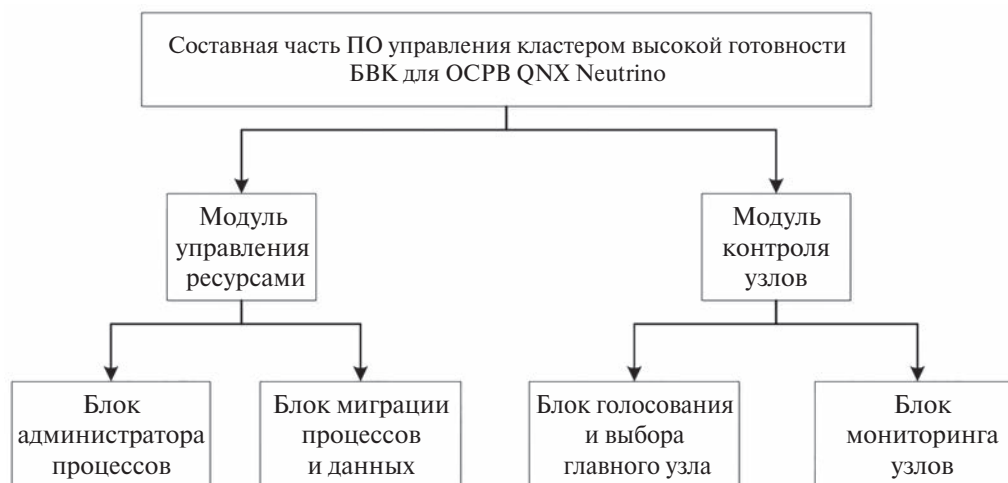 Составная часть ПО управления кластером высокой готовности
БВК для ОСРВ QNX Neutrino
Модуль
управления
ресурсами
Модуль
контроля
узлов
Блок
администратора
процессов
Блок миграции
процессов
и данных
Блок голосования
и выбора
главного узла
Блок
мониторинга
узлов